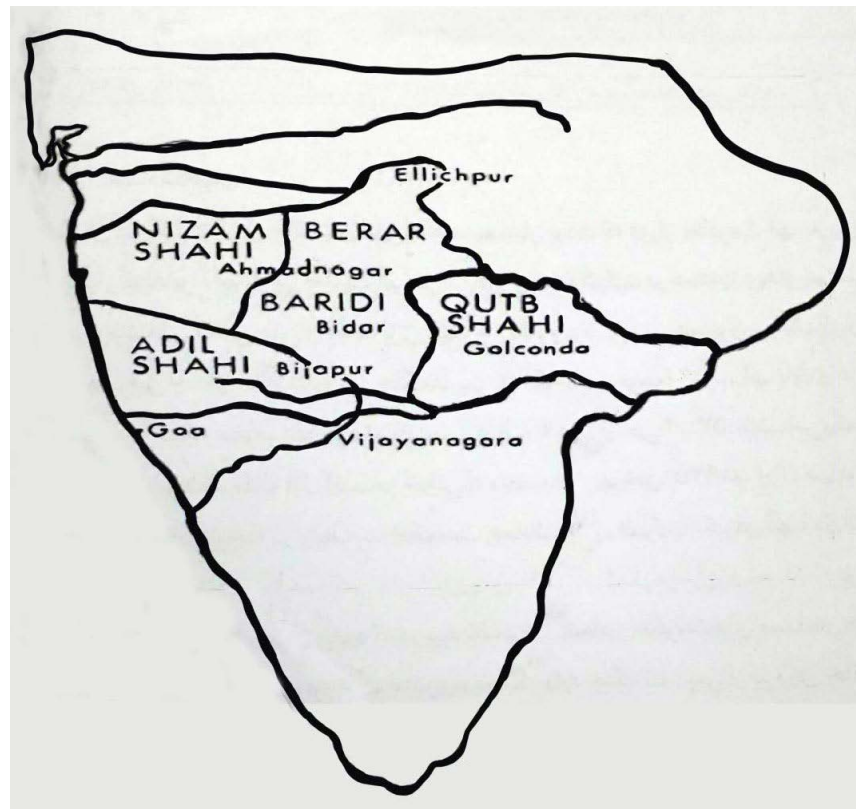 Ellichpur
NIZAM
SHAHI
BERAR
Ahmadnagar
BARIDI
Bidar
QUTB
SHAHI
Golconda
ADIL
SHAHI
Bijapur
Goa
Vijayanagara